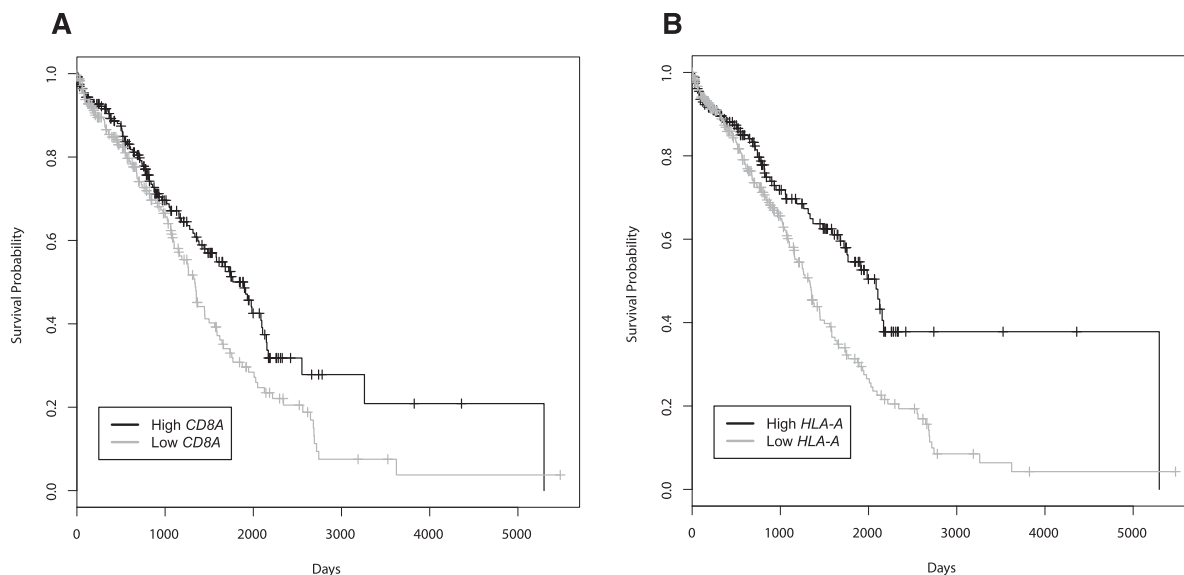 A
Survival Probability
1.0
0.8
0.6
0.4
0.2
0.0
High CD8A
Low CD8A
0 1000 2000 3000 4000 5000
Days
B
Survival Probability
1.0
0.8
0.6
0.4
0.2
0.0
High HLA-A
Low HLA-A
0 1000 2000 3000 4000 5000
Days